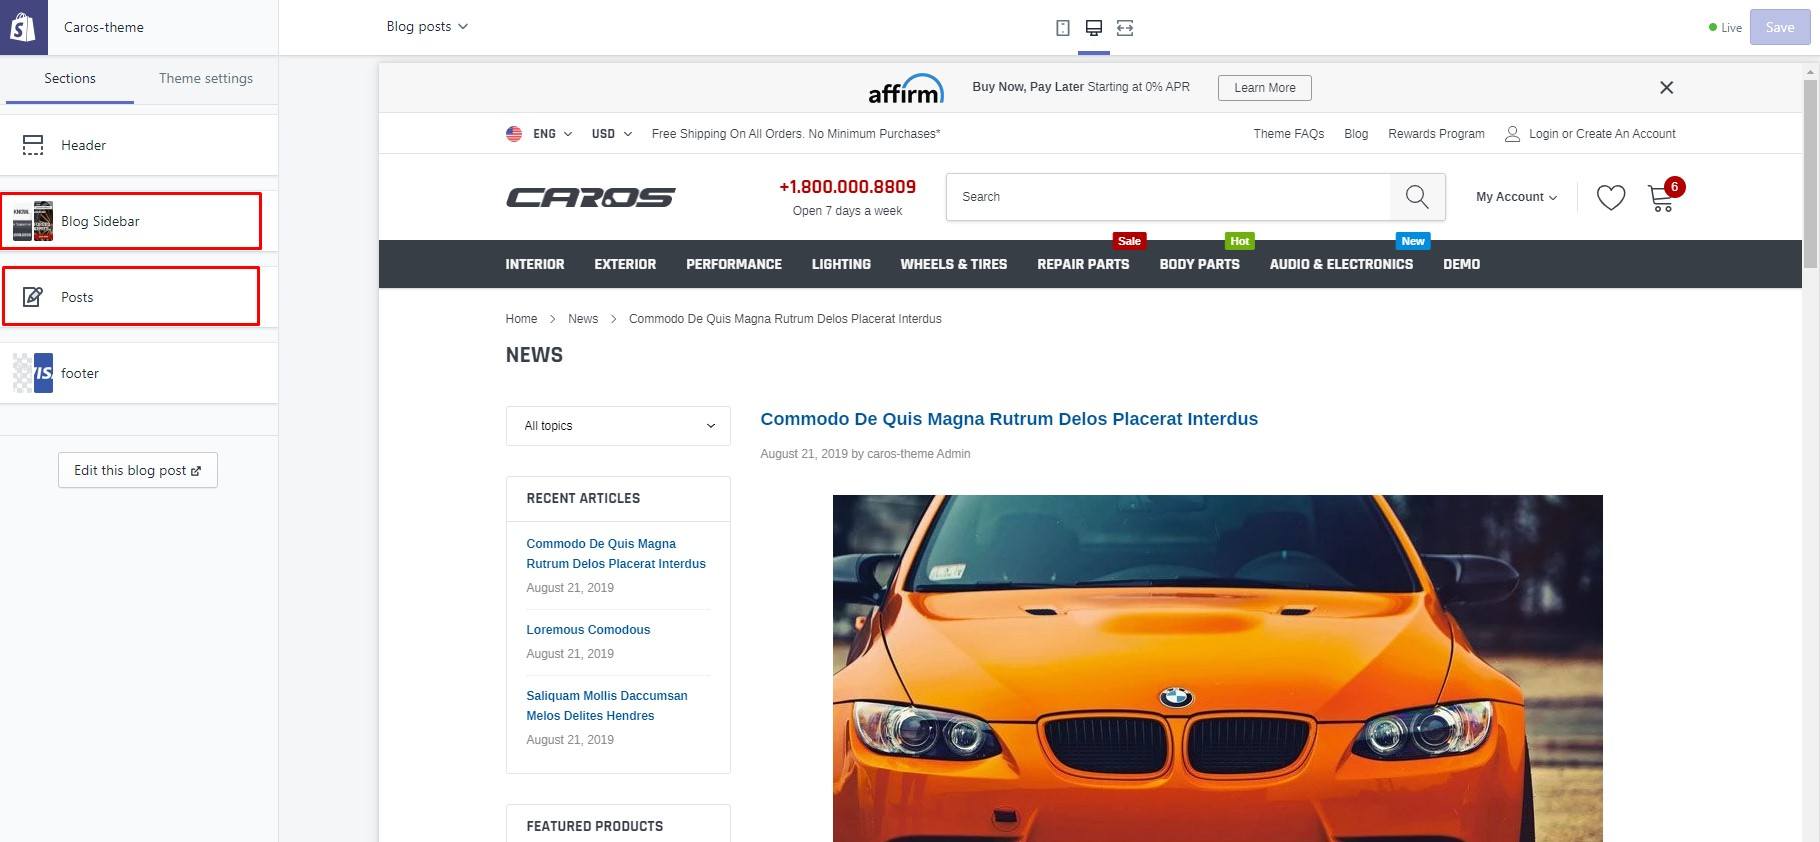 Caros-theme
Blog posts
Live
Save
Sections
Theme settings
Header
Blog Sidebar
Posts
footer
Edit this blog post
affirm
Buy Now, Pay Later Starting at 0% APR
Learn More
ENG
USD
Free Shipping On All Orders. No Minimum Purchases*
Theme FAQs
Blog
Rewards Program
Login or Create An Account
CAROS
+1.800.000.8809
Open 7 days a week
Search
My Account
6
Sale
Hot
New
INTERIOR
EXTERIOR
PERFORMANCE
LIGHTING
WHEELS & TIRES
REPAIR PARTS
BODY PARTS
AUDIO & ELECTRONICS
DEMO
Home > News > Commodo De Quis Magna Rutrum Delos Placerat Interdus
NEWS
All topics
RECENT ARTICLES
Commodo De Quis Magna
Rutrum Delos Placerat Interdus
August 21, 2019
Loremous Comodous
August 21, 2019
Saliquam Mollis Daccumsan
Melos Delites Hendres
August 21, 2019
FEATURED PRODUCTS
Commodo De Quis Magna Rutrum Delos Placerat Interdus
August 21, 2019 by caros-theme Admin